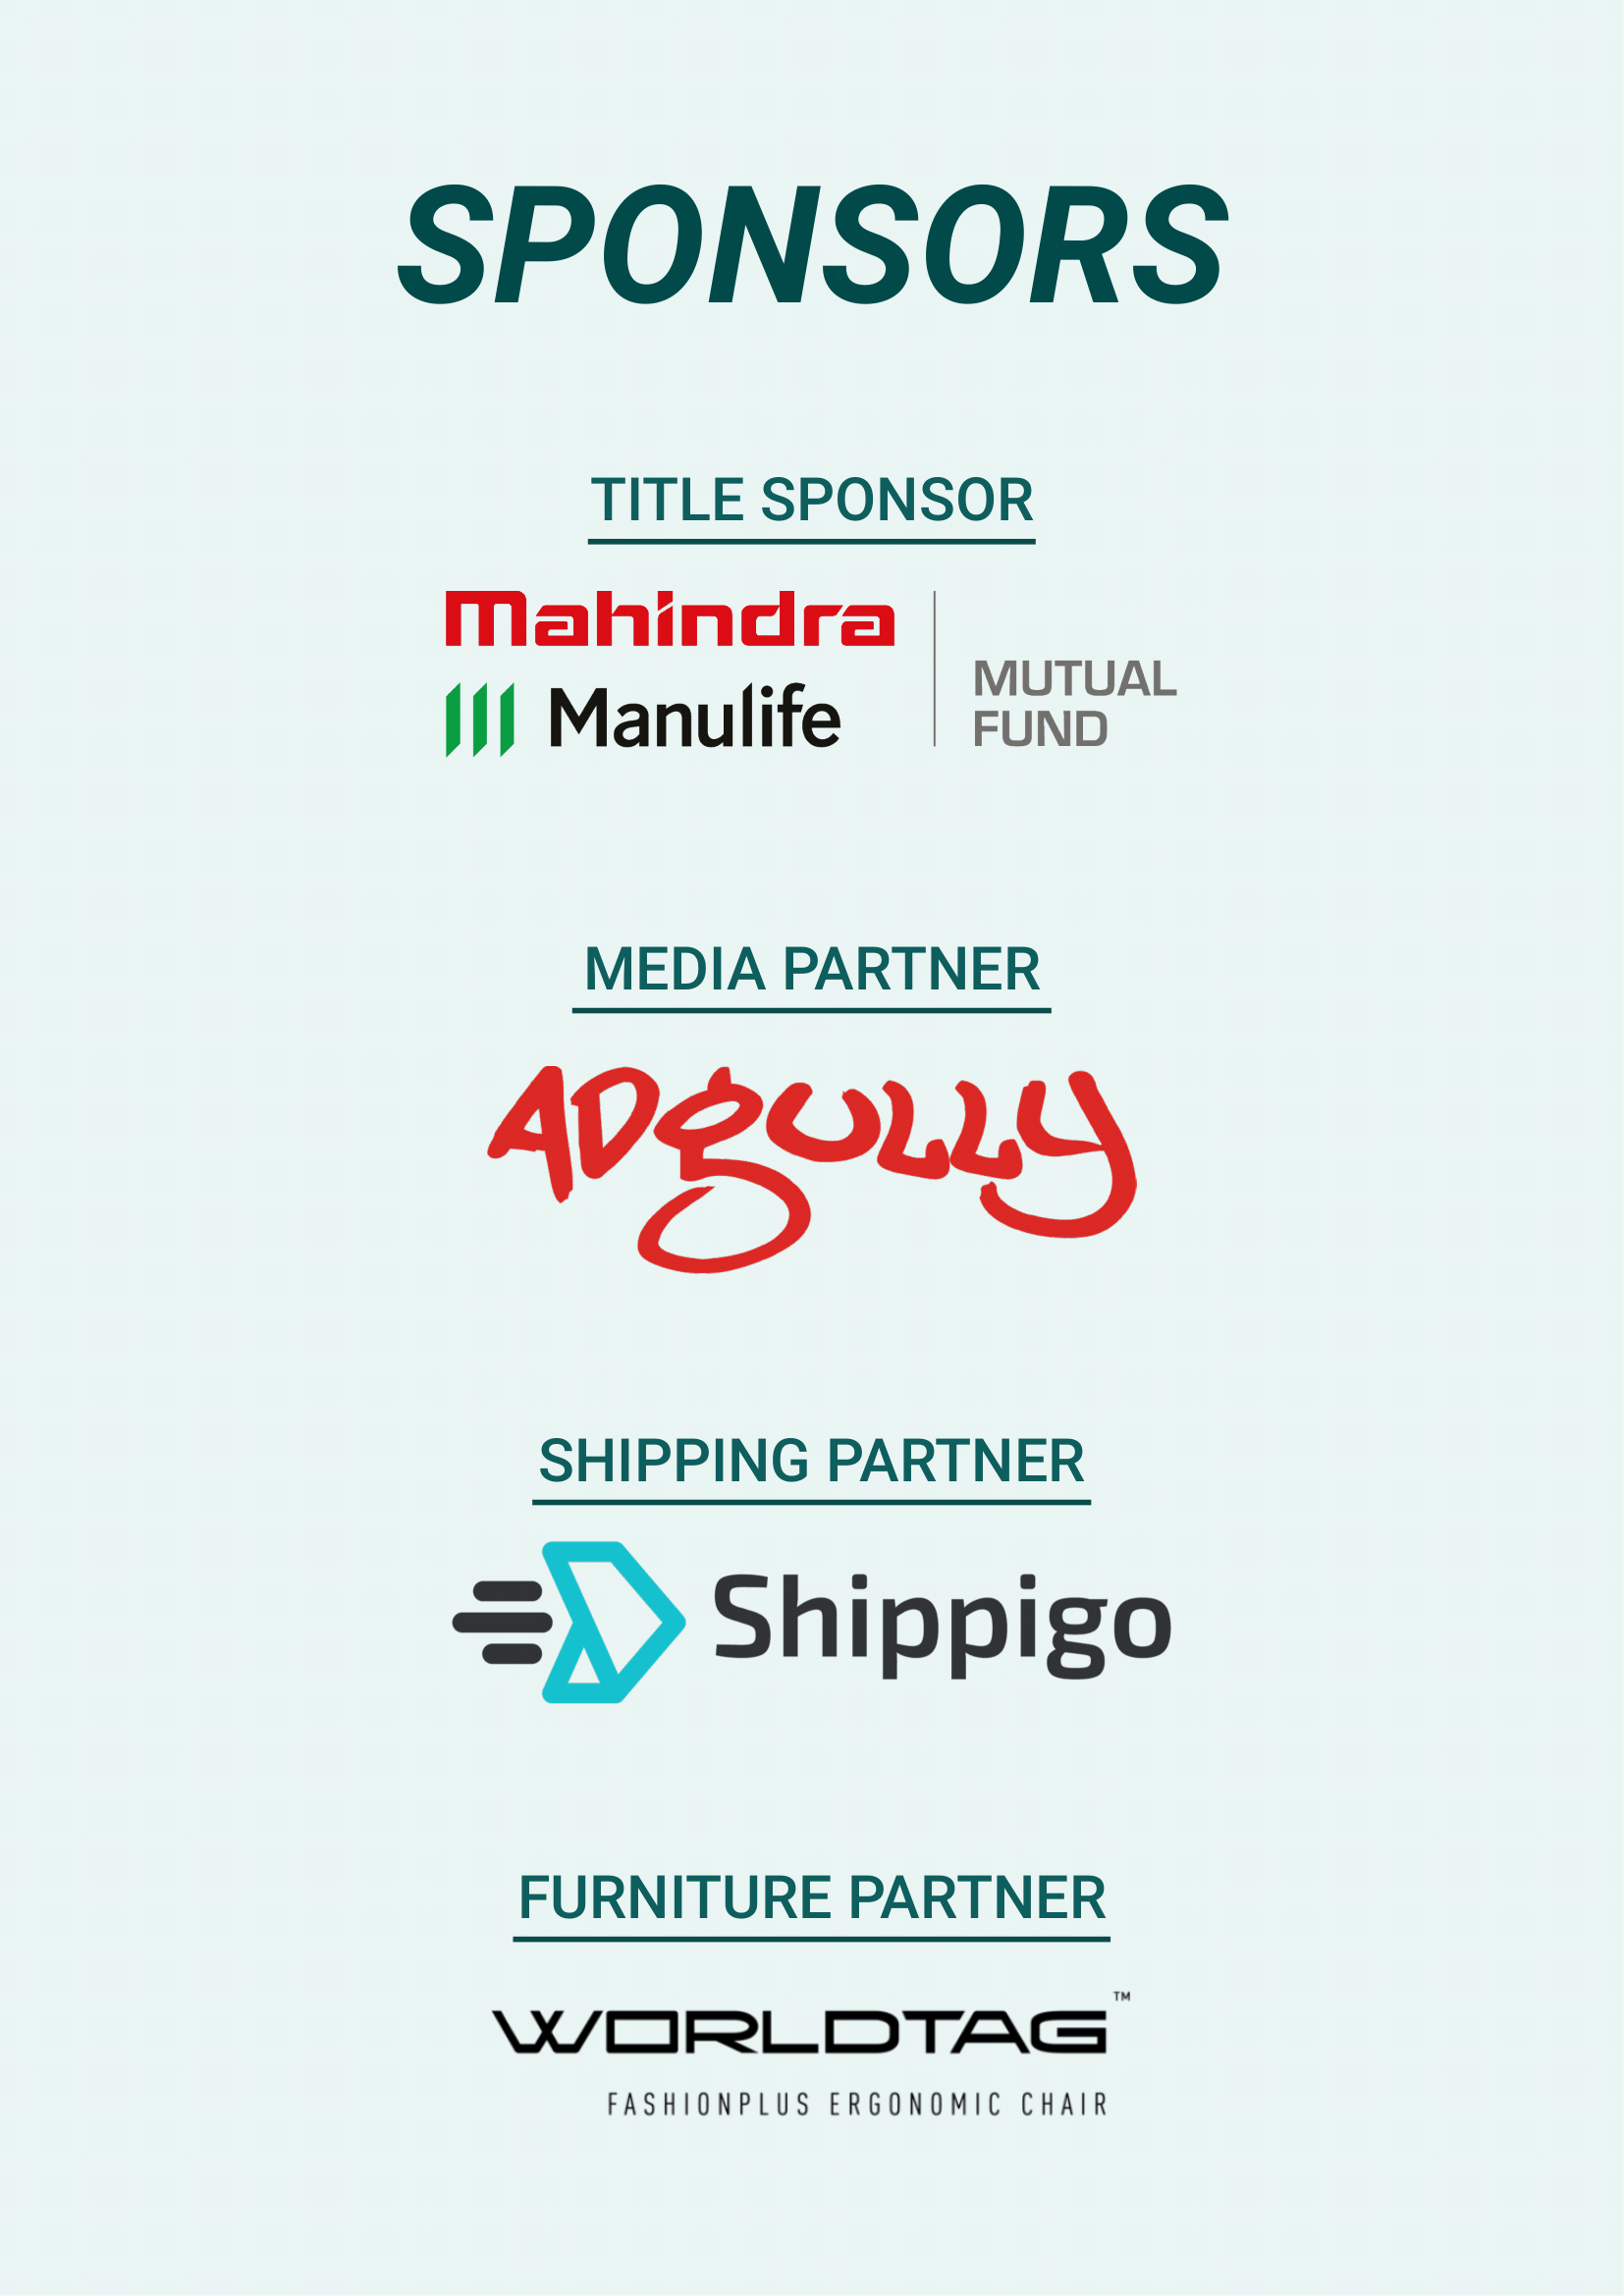 SPONSORS
TITLE SPONSOR
Mahindra
Manulife
MUTUAL
FUND
MEDIA PARTNER
ADgULLY
SHIPPING PARTNER
Shippigo
FURNITURE PARTNER
WORLDTAG™
FASHIONPLUS ERGONOMIC CHAIR